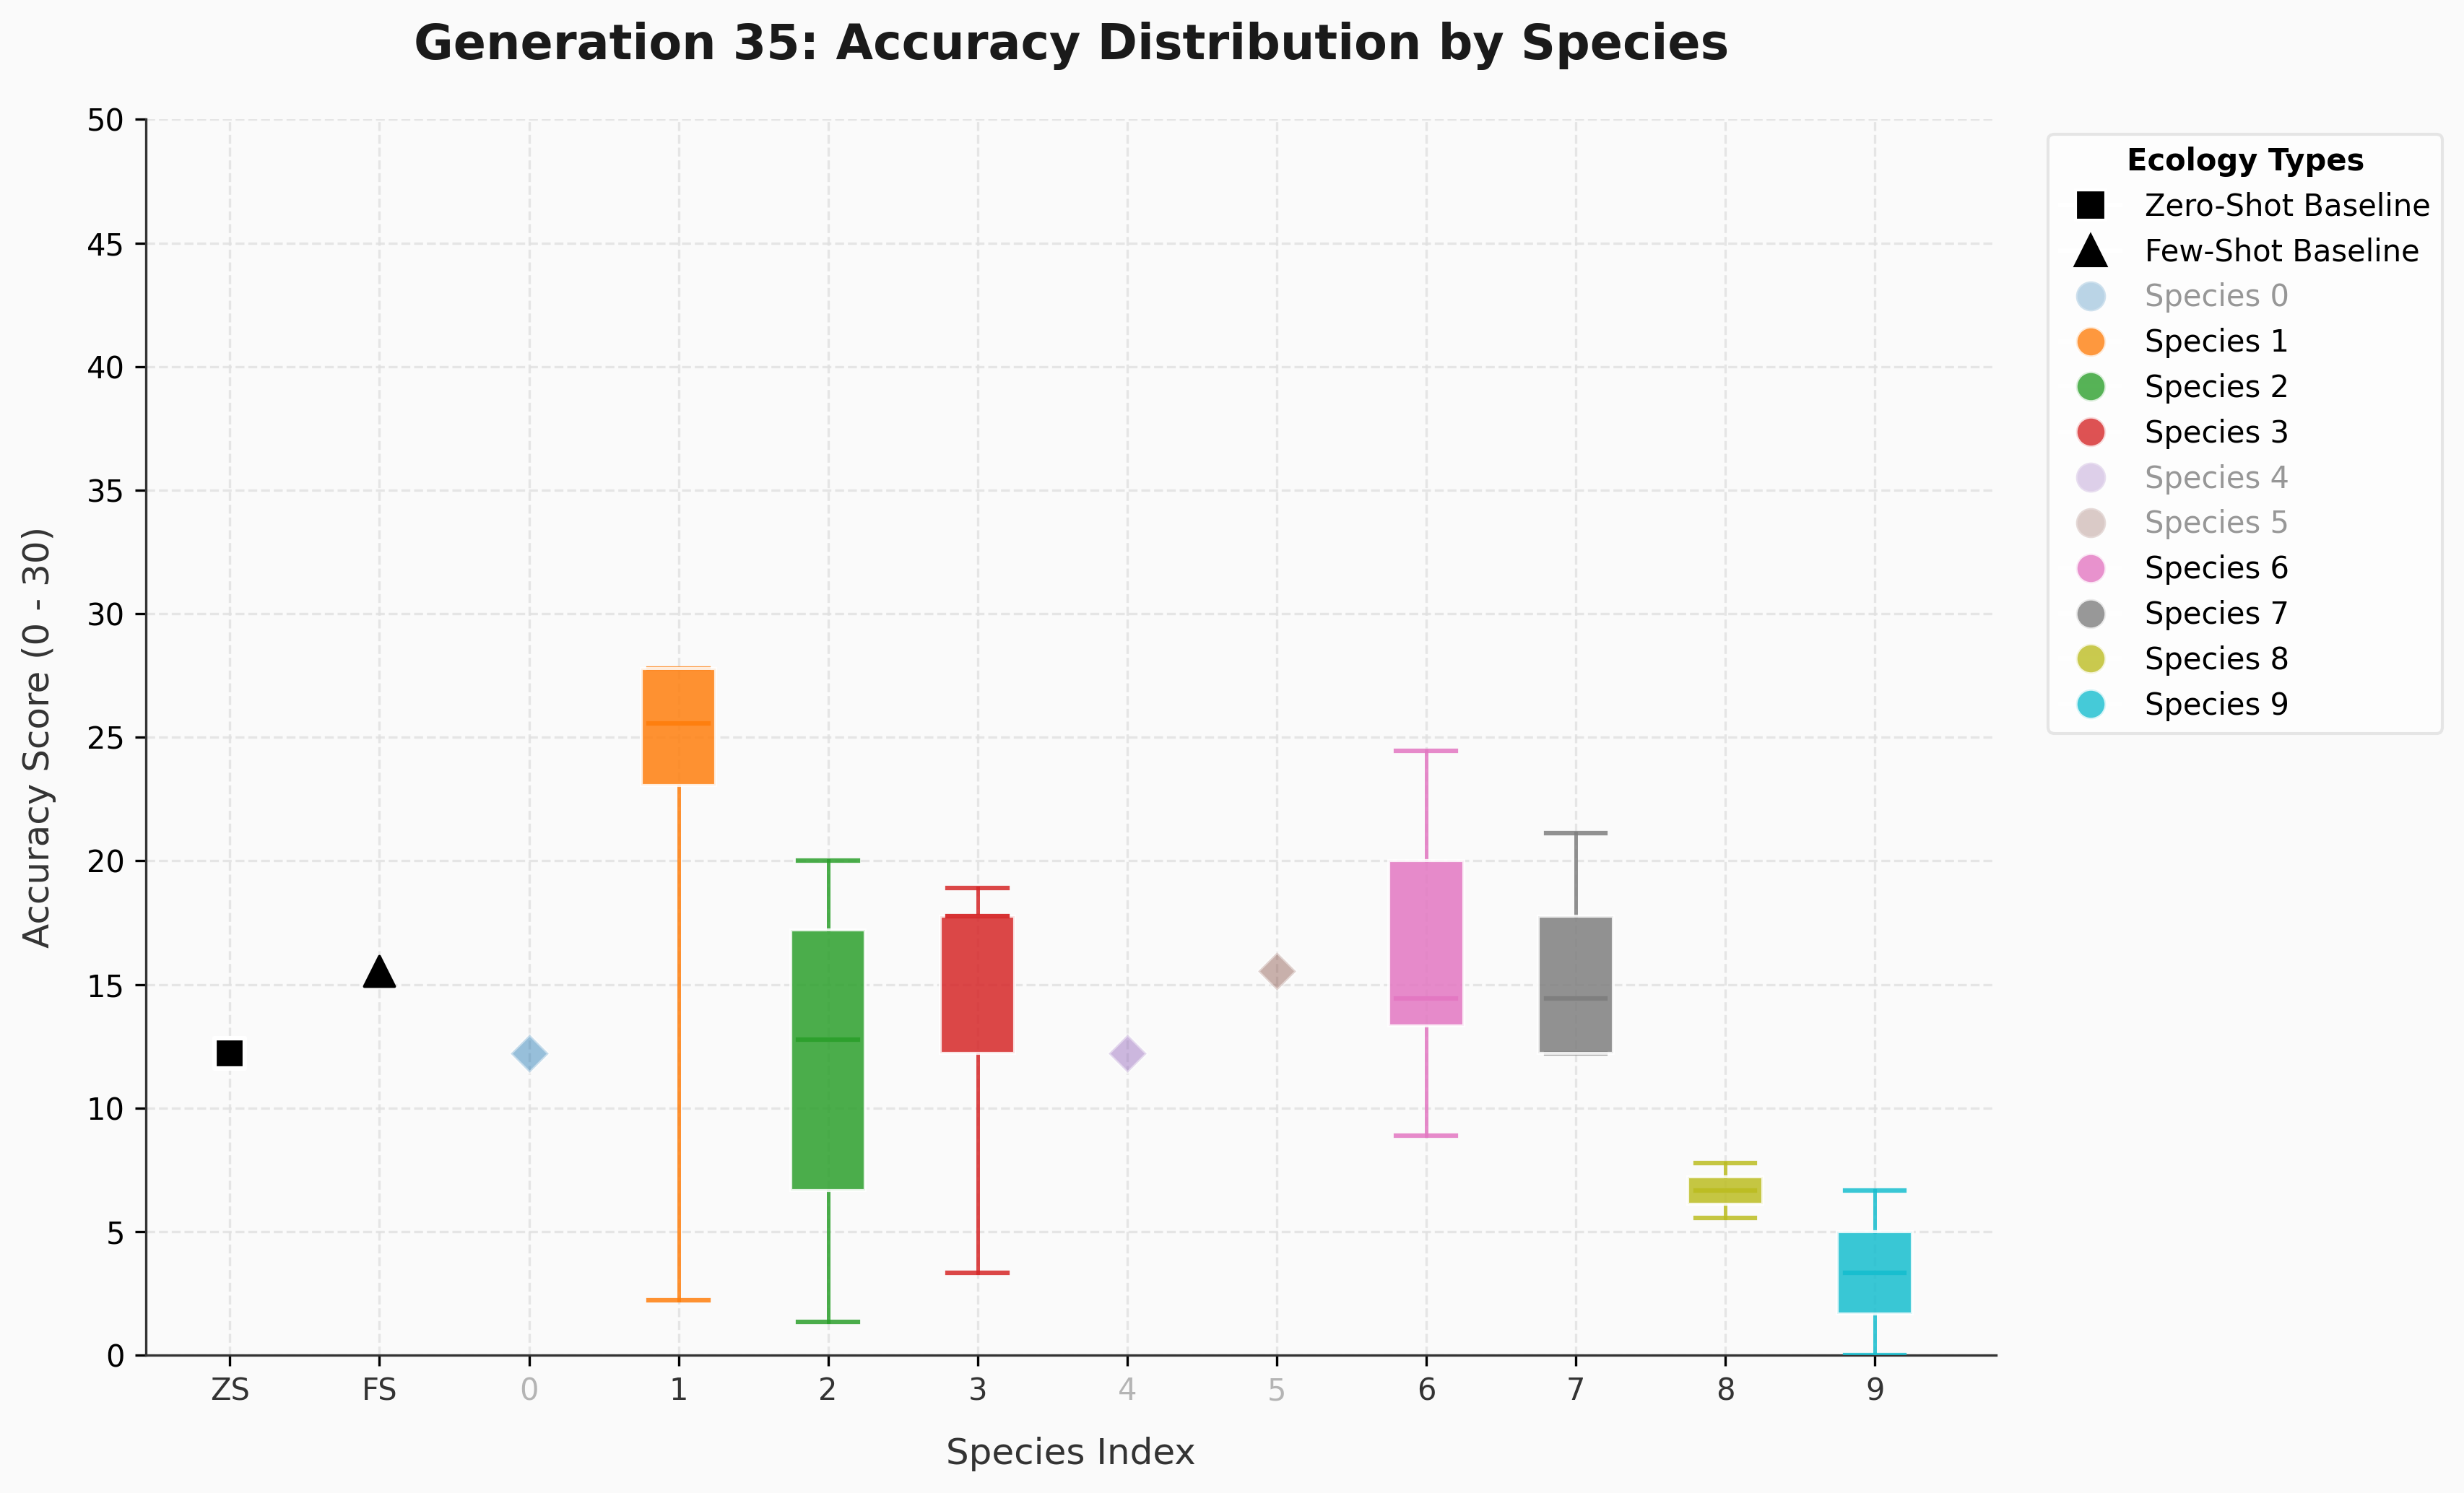 Generation 35: Accuracy Distribution by Species
Accuracy Score (0 - 30)
50
45
40
35
30
25
20
15
10
5
0
ZS FS 0 1 2 3 4 5 6 7 8 9
Species Index
Ecology Types
Zero-Shot Baseline
Few-Shot Baseline
Species 0
Species 1
Species 2
Species 3
Species 4
Species 5
Species 6
Species 7
Species 8
Species 9